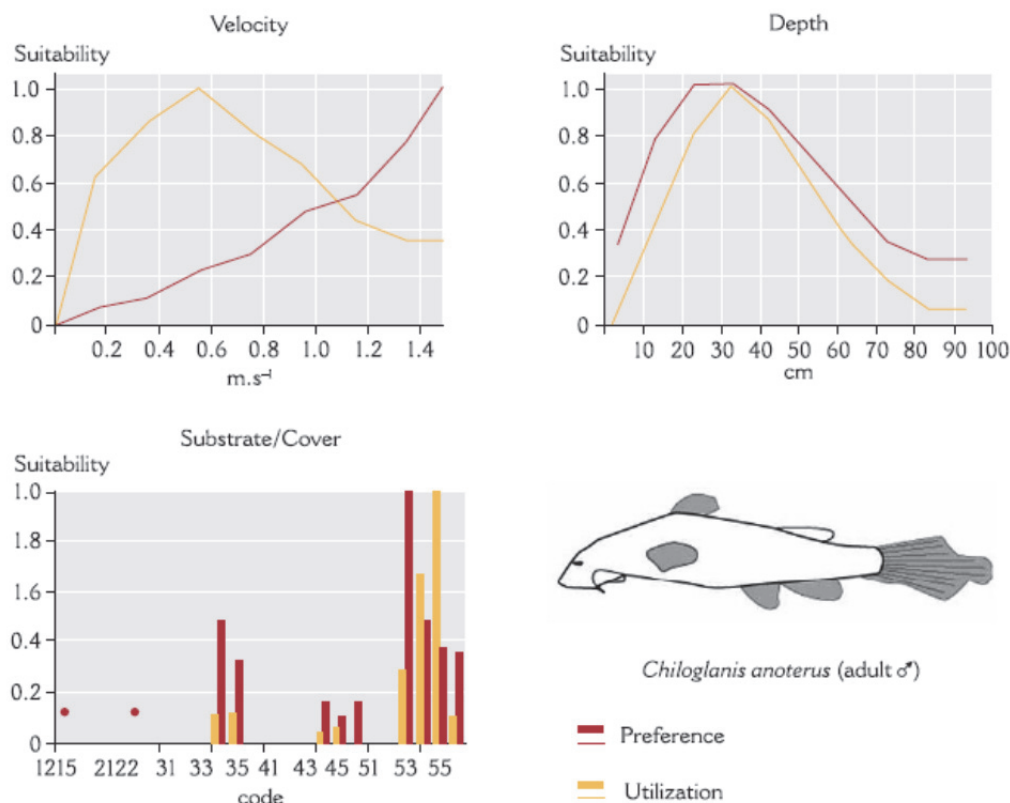 Velocity
Suitability
1.0
0.8
0.6
0.4
0.2
0
0.2 0.4 0.6 0.8 1.0 1.2 1.4
m.s⁻¹
Depth
Suitability
1.0
0.8
0.6
0.4
0.2
0
10 20 30 40 50 60 70 80 90 100
cm
Substrate/Cover
Suitability
1.0
1.8
1.6
0.4
0.2
0
1215 2122 31 33 35 41 43 45 51 53 55
code
Chiloglanis anoterus (adult ♂)
Preference
Utilization